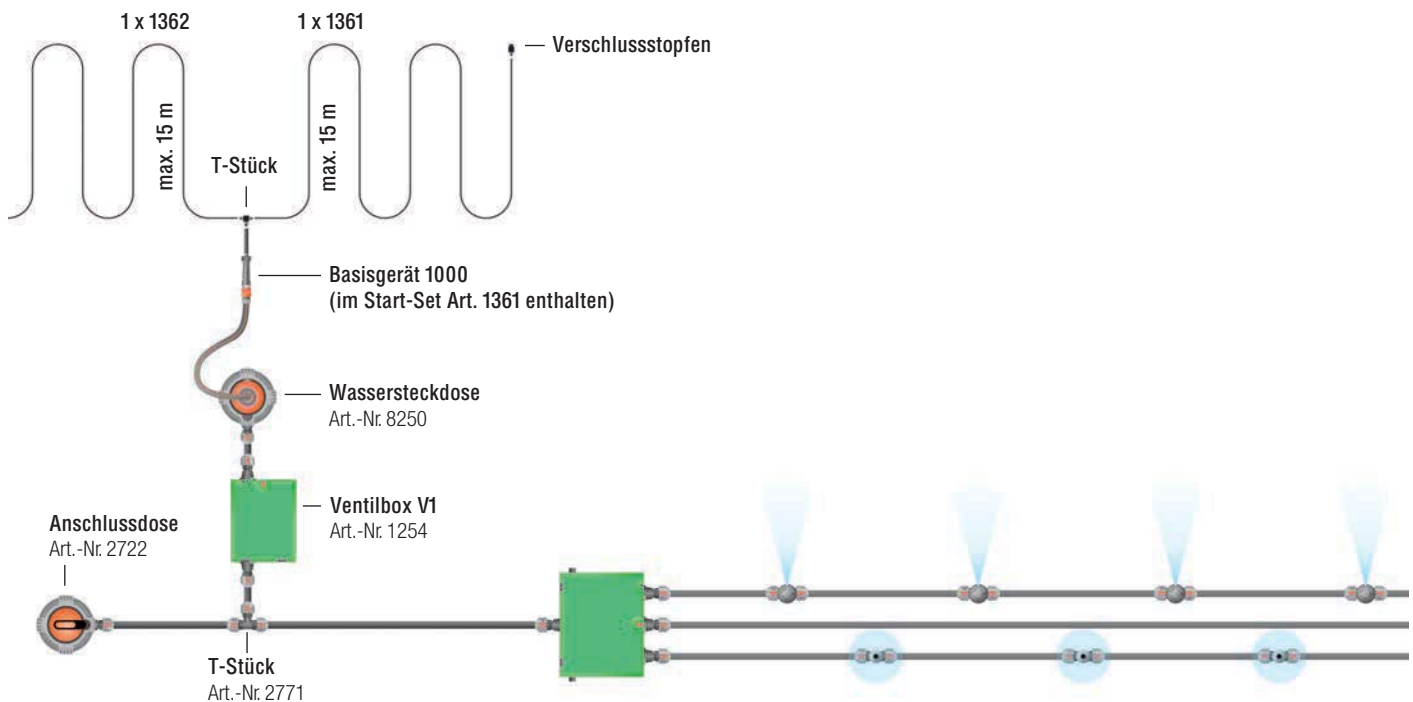 1 x 1362
1 x 1361
Verschlussstopfen
max. 15 m
max. 15 m
T-Stück
Basisgerät 1000
(im Start-Set Art. 1361 enthalten)
Wassersteckdose
Art.-Nr. 8250
Ventilbox V1
Art.-Nr. 1254
Anschlussdose
Art.-Nr. 2722
T-Stück
Art.-Nr. 2771